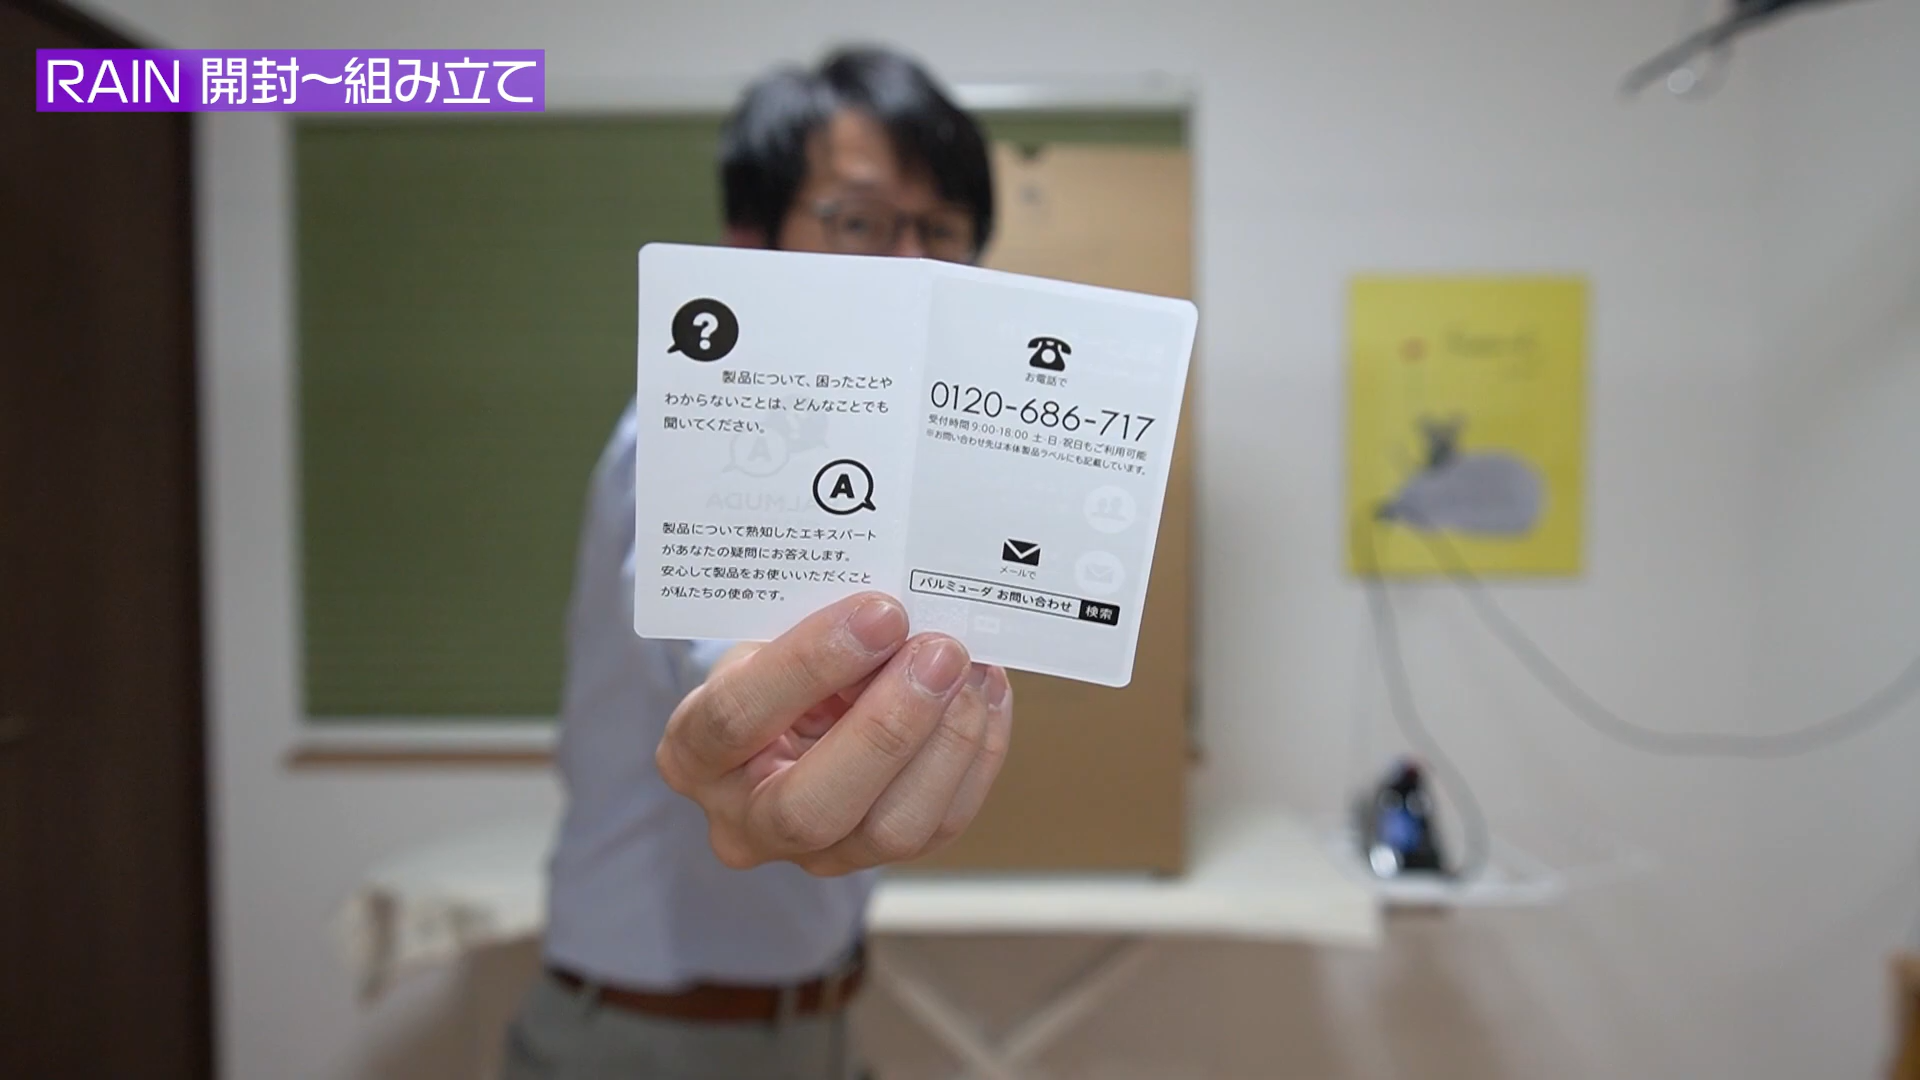 RAIN 開封～組み立て
?
製品について、困ったことや
わからないことは、どんなことでも
聞いてください。
A
製品について熟知したエキスパート
があなたの疑問にお答えします。
安心して製品をお使いいただくこと
が私たちの使命です。
お電話で
0120-686-717
受付時間 9:00-18:00 土・日・祝日もご利用可能
※お問い合わせ先は本体製品ラベルにも記載しています。
メールで
バルミューダ お問い合わせ 検索